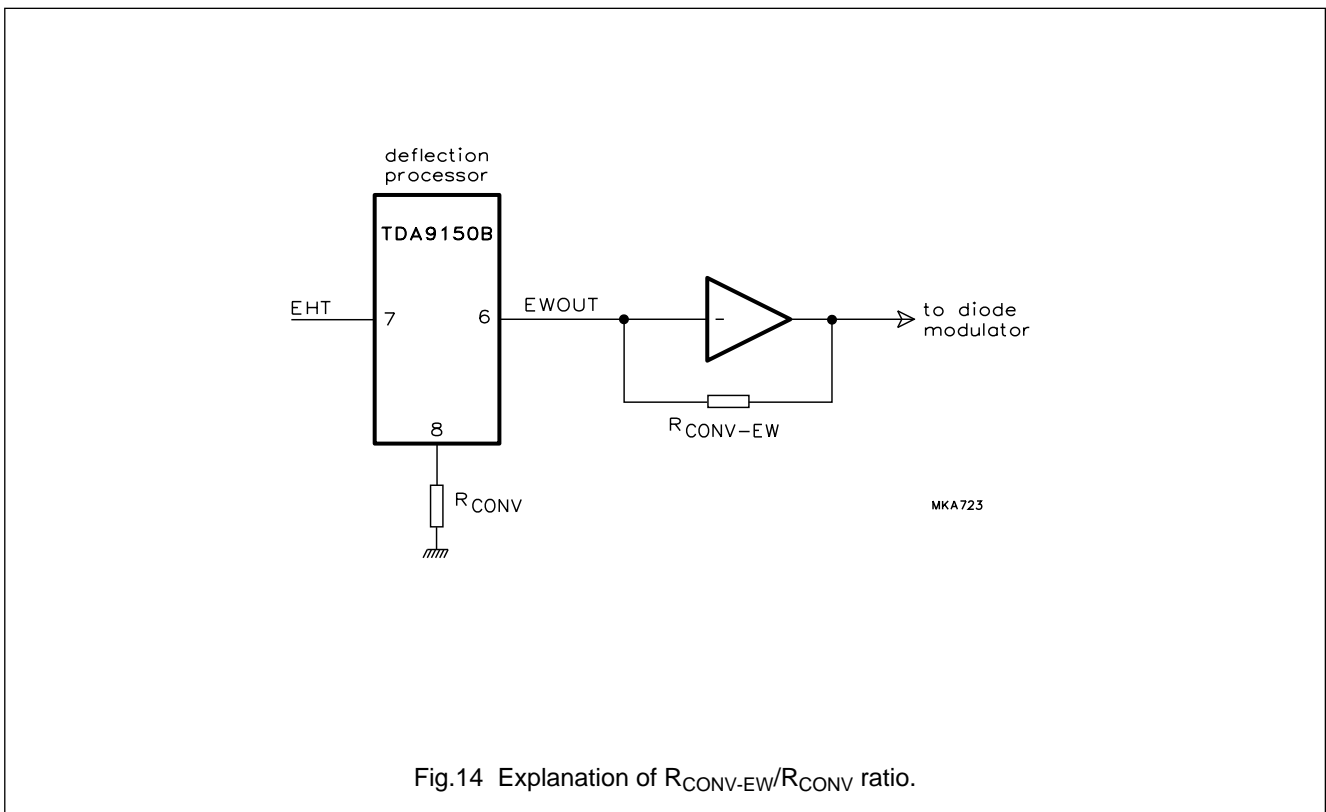 deflection
processor
TDA9150B
EHT
7
6
EWOUT
-
to diode
modulator
RCONV-EW
8
RCONV
MKA723
Fig.14 Explanation of RCONV-EW/RCONV ratio.